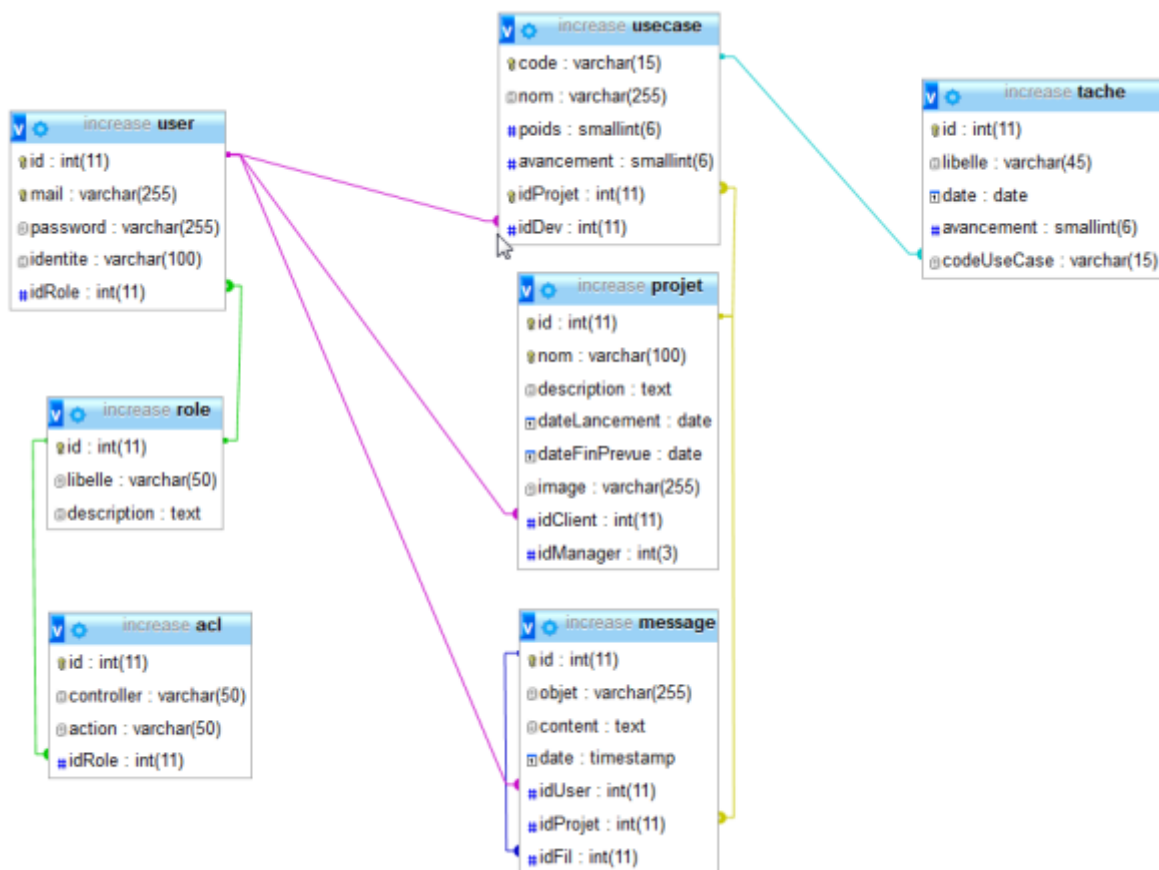 increase user
id : int(11)
mail : varchar(255)
password : varchar(255)
identite : varchar(100)
idRole : int(11)
increase role
id : int(11)
libelle : varchar(50)
description : text
increase acl
id : int(11)
controller : varchar(50)
action : varchar(50)
idRole : int(11)
increase usecase
code : varchar(15)
nom : varchar(255)
poids : smallint(6)
avancement : smallint(6)
idProjet : int(11)
idDev : int(11)
increase projet
id : int(11)
nom : varchar(100)
description : text
dateLancement : date
dateFinPrevue : date
image : varchar(255)
idClient : int(11)
idManager : int(3)
increase message
id : int(11)
objet : varchar(255)
content : text
date : timestamp
idUser : int(11)
idProjet : int(11)
idFil : int(11)
increase tache
id : int(11)
libelle : varchar(45)
date : date
avancement : smallint(6)
codeUseCase : varchar(15)